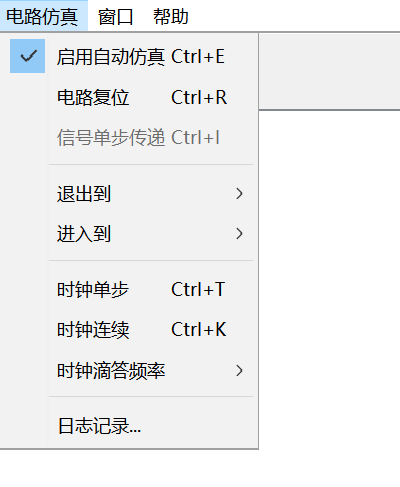 电路仿真 窗口 帮助
启用自动仿真 Ctrl+E
电路复位 Ctrl+R
信号单步传递 Ctrl+I
退出到
进入到
时钟单步 Ctrl+T
时钟连续 Ctrl+K
时钟滴答频率
日志记录...